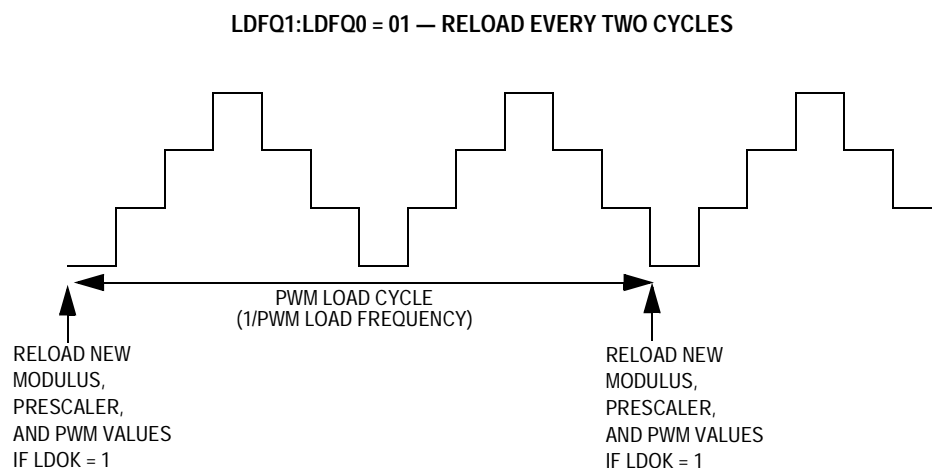 LDFQ1:LDFQ0 = 01 — RELOAD EVERY TWO CYCLES
PWM LOAD CYCLE
(1/PWM LOAD FREQUENCY)
RELOAD NEW
MODULUS,
PRESCALER,
AND PWM VALUES
IF LDOK = 1
RELOAD NEW
MODULUS,
PRESCALER,
AND PWM VALUES
IF LDOK = 1